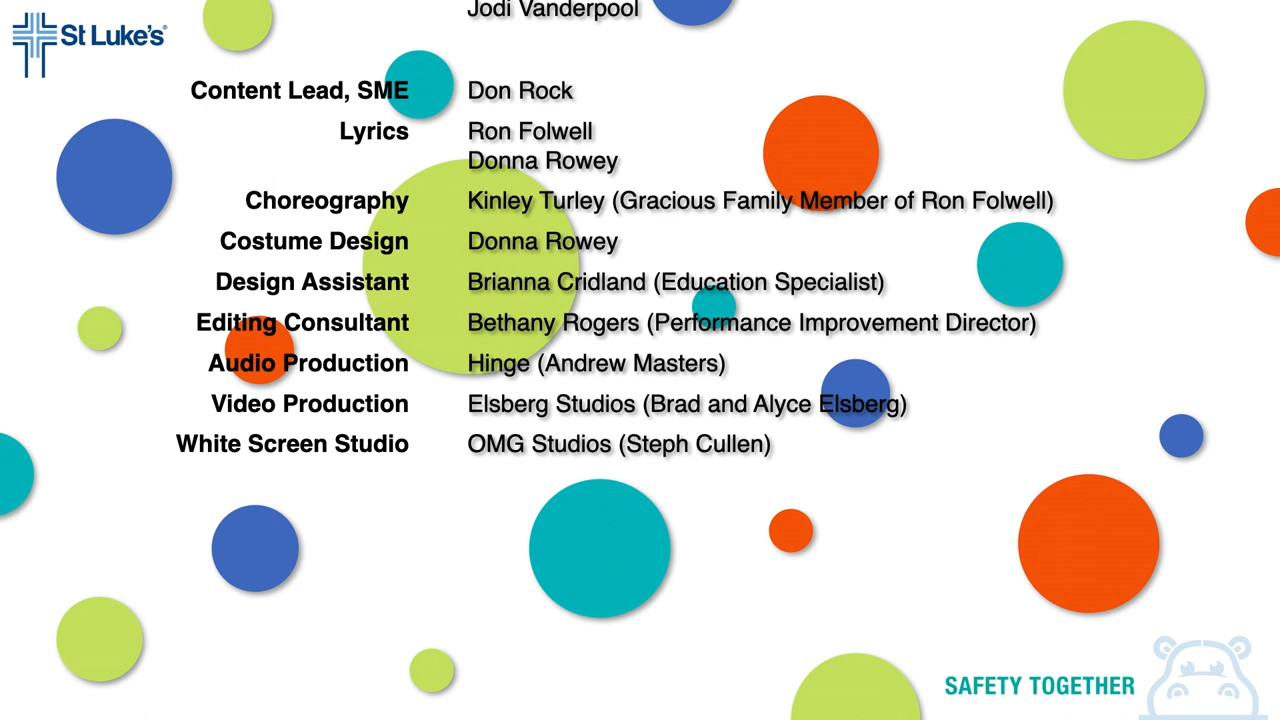 Jodi Vanderpool
St Luke's®
Content Lead, SME Don Rock
Lyrics Ron Folwell
Donna Rowey
Choreography Kinley Turley (Gracious Family Member of Ron Folwell)
Costume Design Donna Rowey
Design Assistant Brianna Cridland (Education Specialist)
Editing Consultant Bethany Rogers (Performance Improvement Director)
Audio Production Hinge (Andrew Masters)
Video Production Elsberg Studios (Brad and Alyce Elsberg)
White Screen Studio OMG Studios (Steph Cullen)
SAFETY TOGETHER